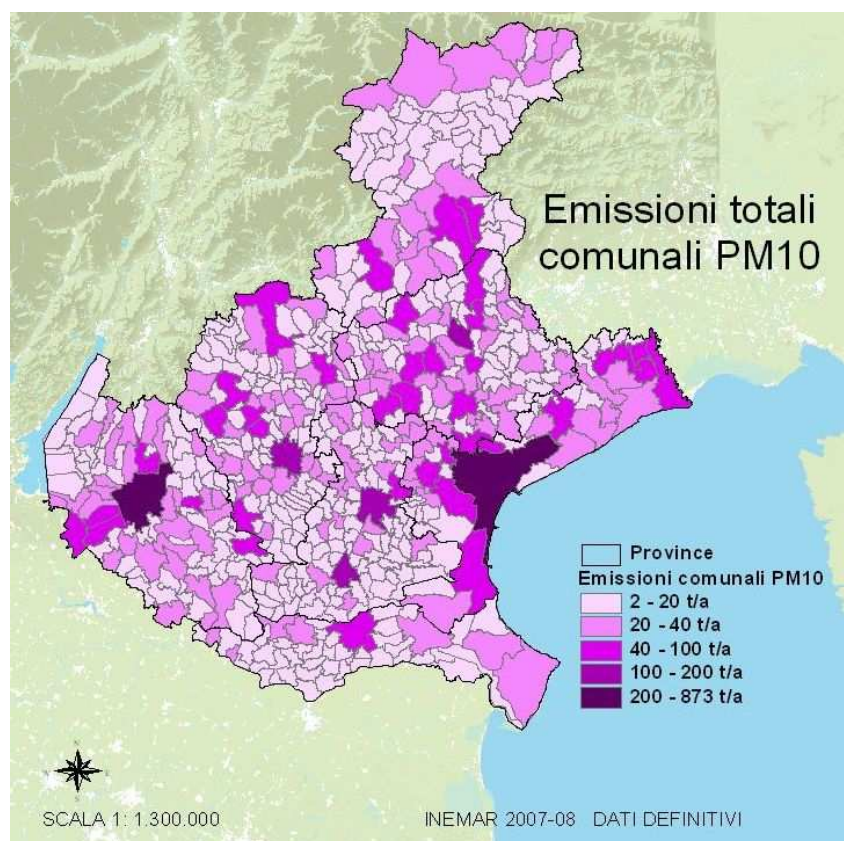 Emissioni totali
comunali PM10
Province
Emissioni comunali PM10
2 - 20 t/a
20 - 40 t/a
40 - 100 t/a
100 - 200 t/a
200 - 873 t/a
SCALA 1: 1.300.000
INEMAR 2007-08 DATI DEFINITIVI